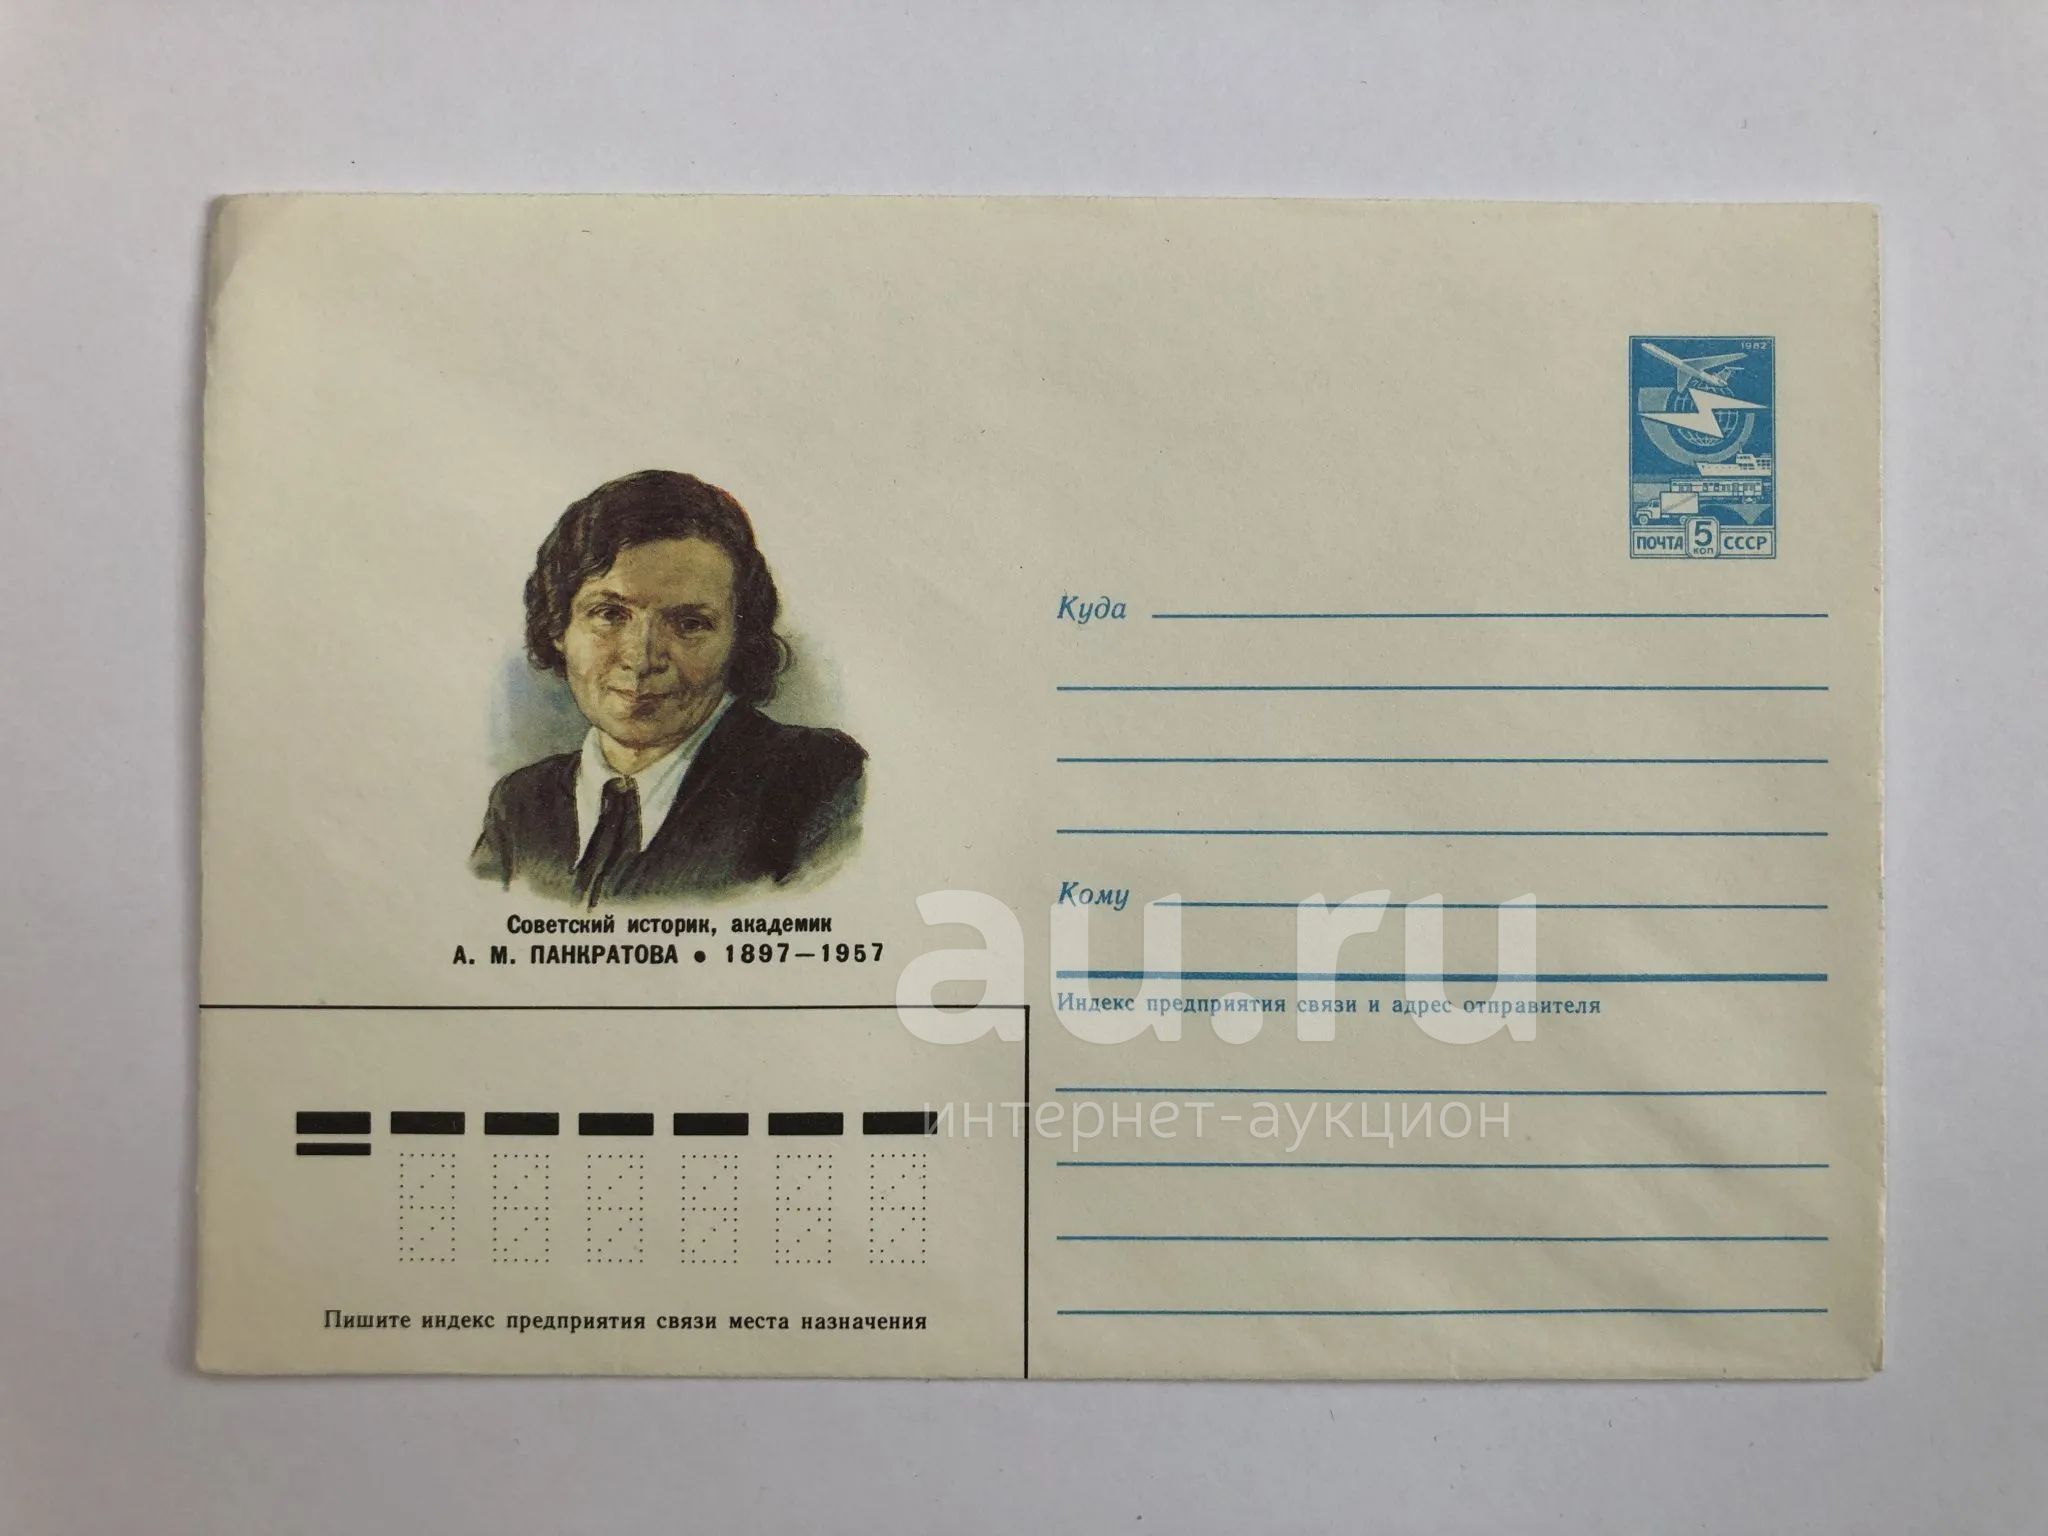 1982
ПОЧТА 5 КОП СССР
Куда
Советский историк, академик
А. М. ПАНКРАТОВА • 1897—1957
Кому
Индекс предприятия связи и адрес отправителя
au.ru
интернет-аукцион
Пишите индекс предприятия связи места назначения